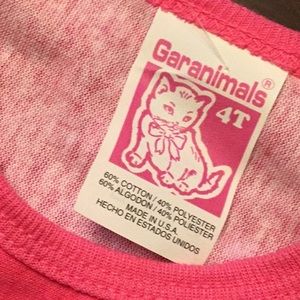 Garanimals®
4T
60% COTTON / 40% POLYESTER
60% ALGODON / 40% POLIESTER
MADE IN U.S.A.
HECHO EN ESTADOS UNIDOS